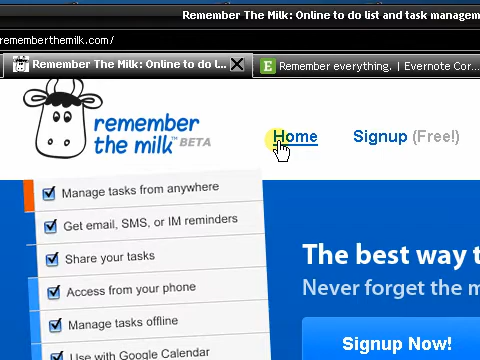 Remember The Milk: Online to do list and task managem
rememberthemilk.com/
Remember The Milk: Online to do l...
Remember everything. | Evernote Cor...
remember
the milk™ BETA
Home
Signup (Free!)
Manage tasks from anywhere
Get email, SMS, or IM reminders
Share your tasks
Access from your phone
Manage tasks offline
Use with Google Calendar
The best way t
Never forget the m
Signup Now!